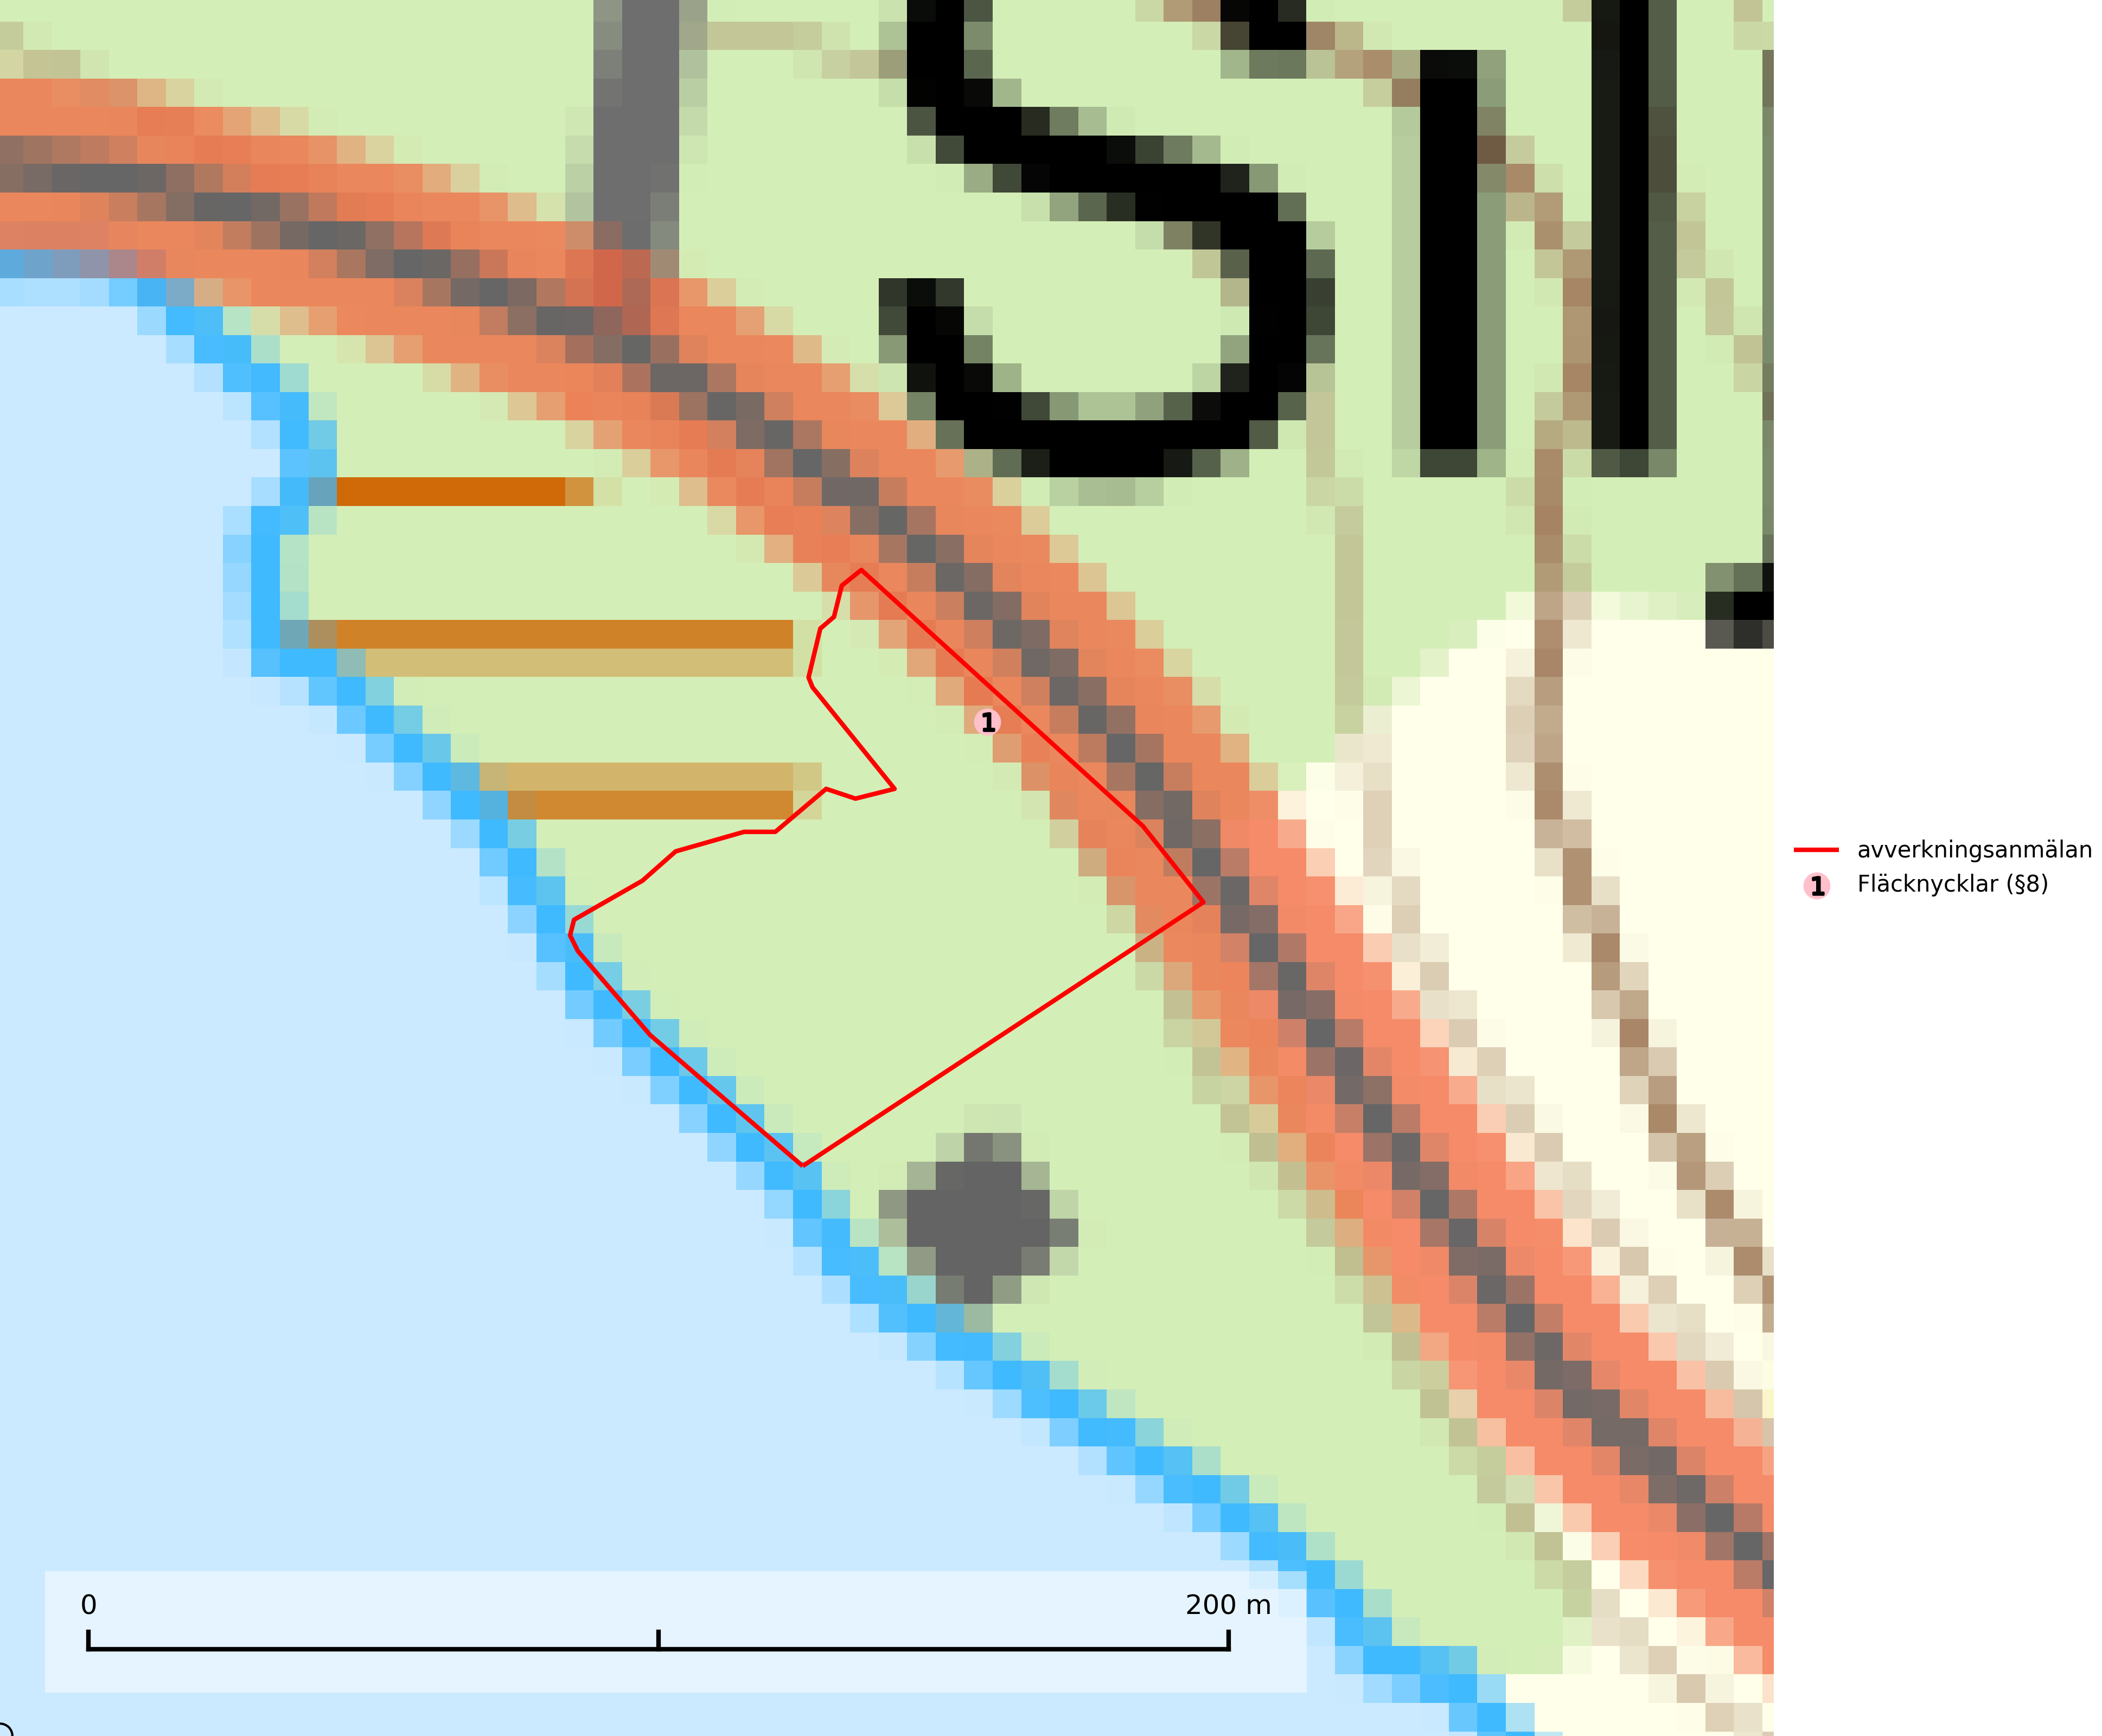 1
avverkningsanmälan
1 Fläcknycklar (§8)
0 200 m